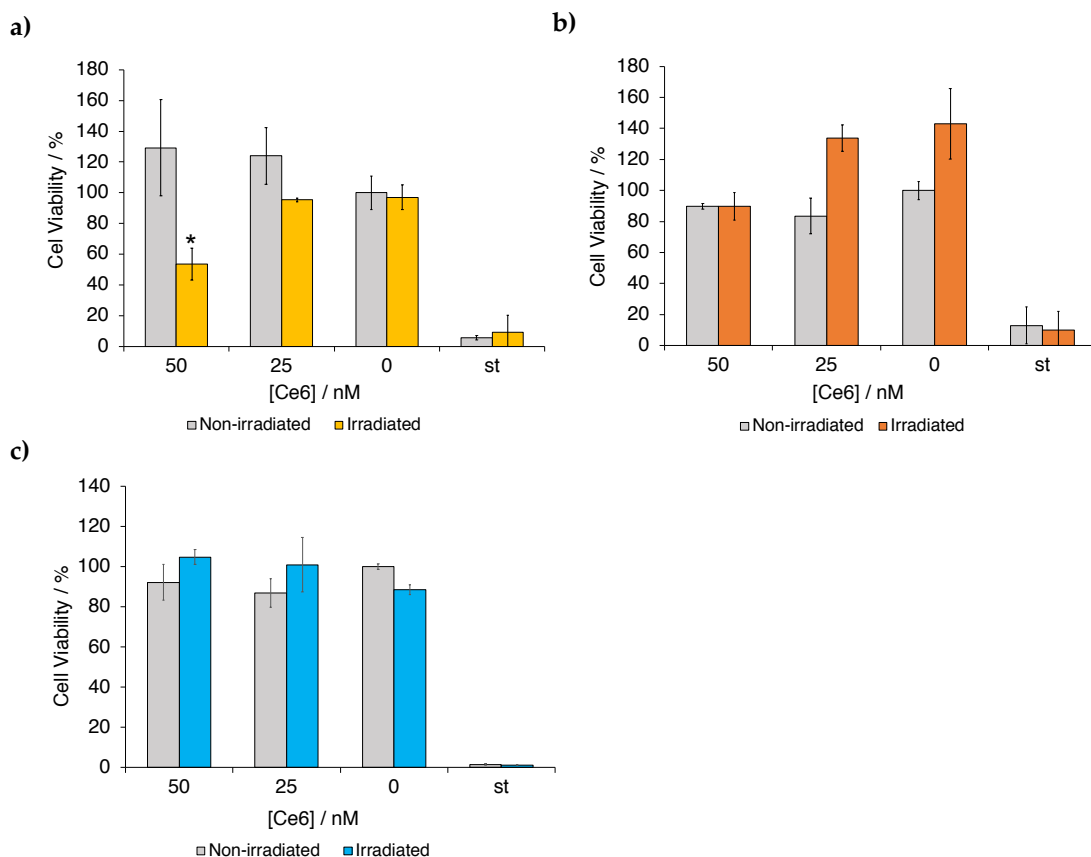 a)
Cel Viability / %
180
160
140
120
100
80
60
40
20
0
*
50 25 0 st
[Ce6] / nM
Non-irradiated Irradiated
b)
Cell Viability / %
180
160
140
120
100
80
60
40
20
0
50 25 0 st
[Ce6] / nM
Non-irradiated Irradiated
c)
Cell Viability / %
140
120
100
80
60
40
20
0
50 25 0 st
[Ce6] / nM
Non-irradiated Irradiated